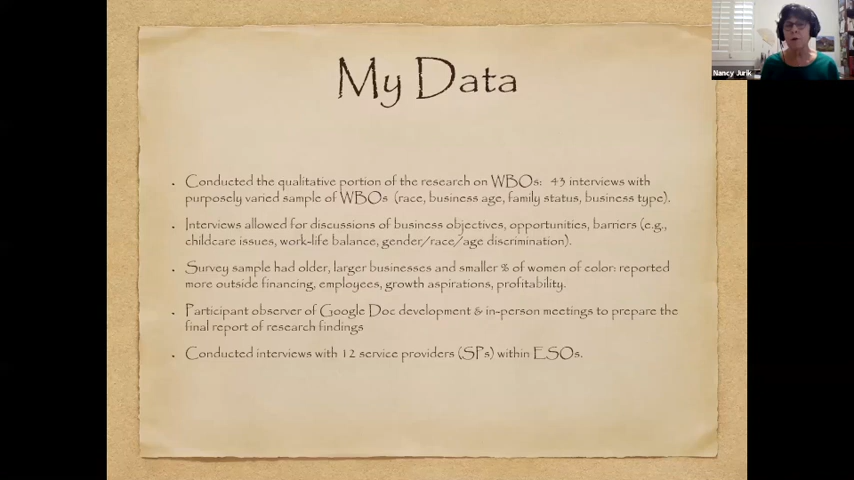 My Data
Nancy Jurik
• Conducted the qualitative portion of the research on WBOs: 43 interviews with
purposely varied sample of WBOs (race, business age, family status, business type).
• Interviews allowed for discussions of business objectives, opportunities, barriers (e.g.,
childcare issues, work-life balance, gender/race/age discrimination).
• Survey sample had older, larger businesses and smaller % of women of color: reported
more outside financing, employees, growth aspirations, profitability.
• Participant observer of Google Doc development & in-person meetings to prepare the
final report of research findings
• Conducted interviews with 12 service providers (SPs) within ESOs.